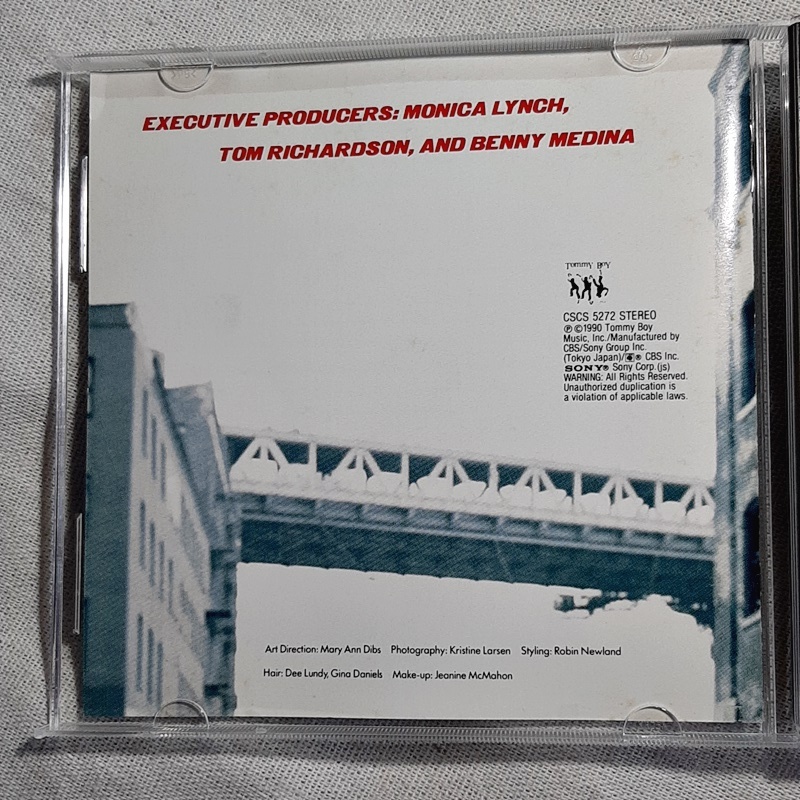 EXECUTIVE PRODUCERS: MONICA LYNCH,
TOM RICHARDSON, AND BENNY MEDINA
Tommy Boy
CSCS 5272 STEREO
Ⓟ ©1990 Tommy Boy
Music, Inc./Manufactured by
CBS/Sony Group Inc.
(Tokyo Japan)/® CBS Inc.
SONY® Sony Corp.(js)
WARNING: All Rights Reserved.
Unauthorized duplication is
a violation of applicable laws.
Art Direction: Mary Ann Dibs Photography: Kristine Larsen Styling: Robin Newland
Hair: Dee Lundy, Gina Daniels Make-up: Jeanine McMahon